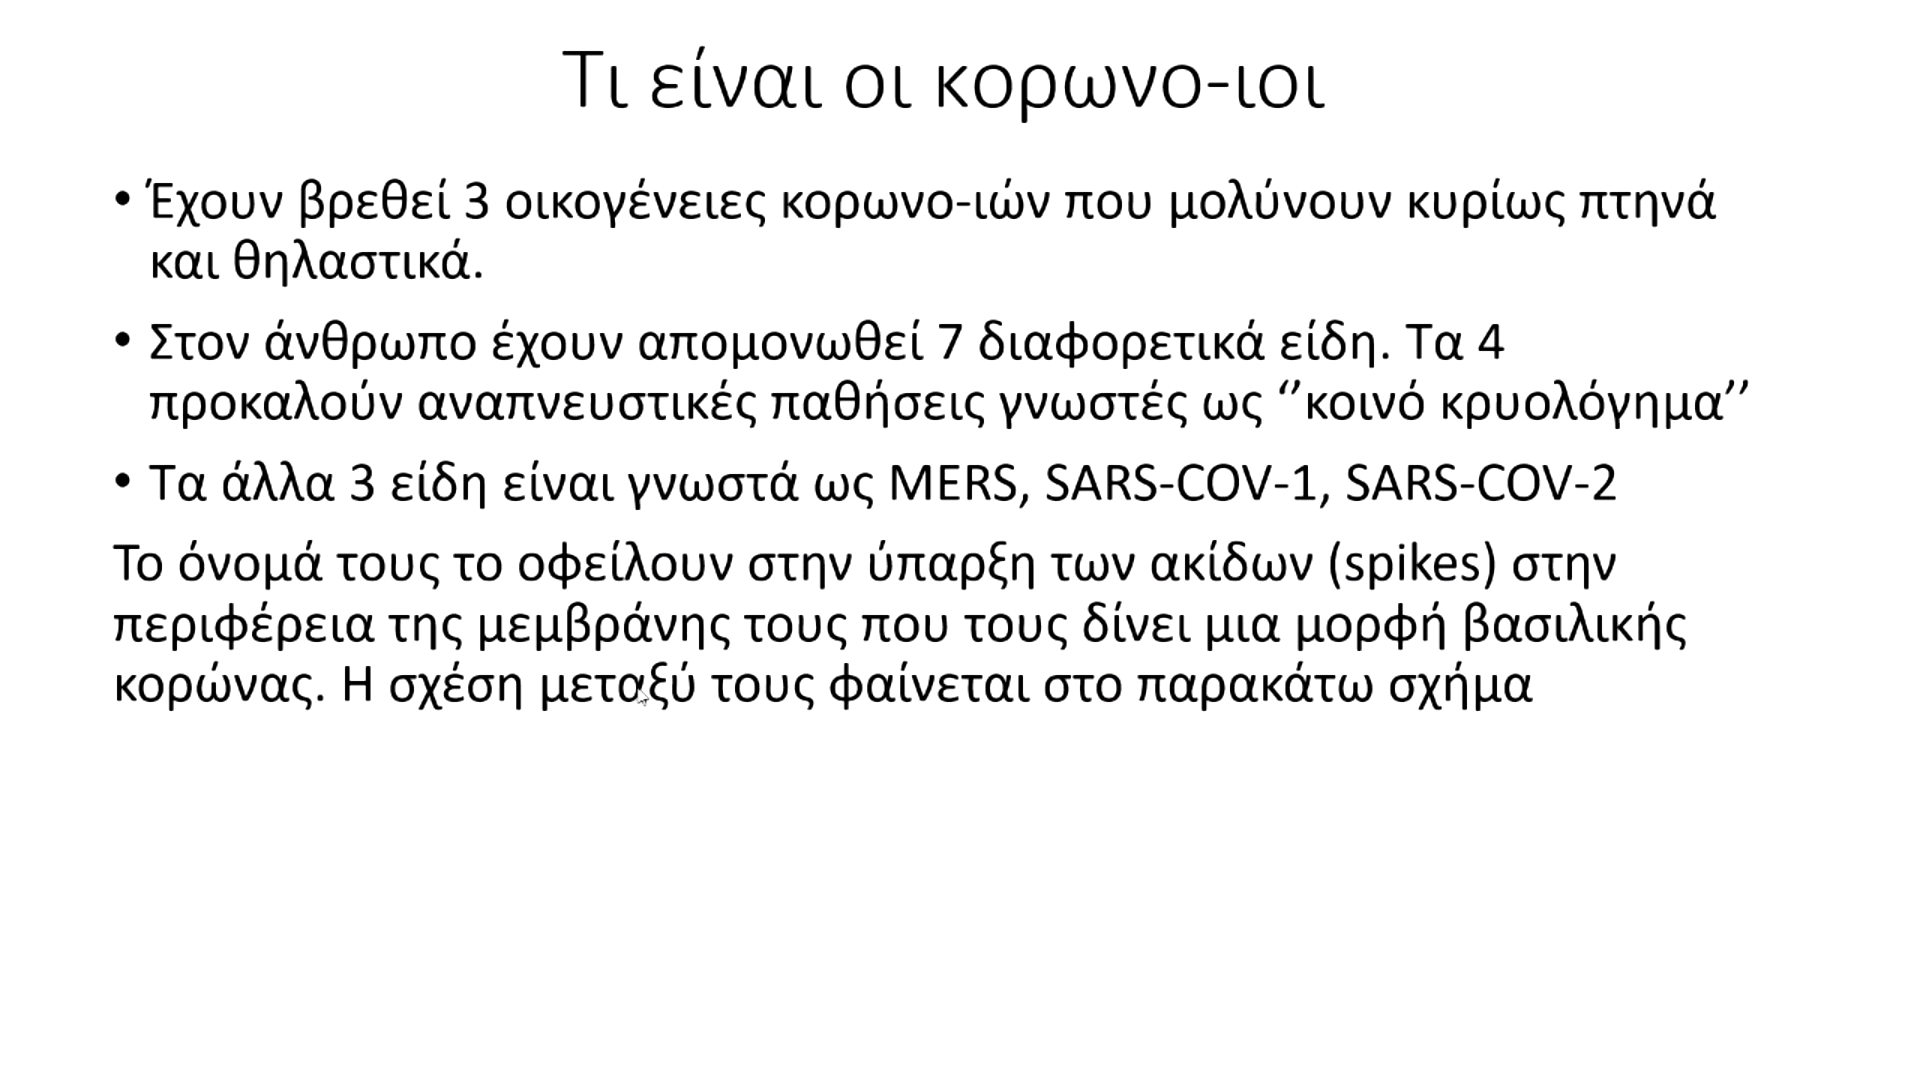 Τι είναι οι κορωνο-ιοι
• Έχουν βρεθεί 3 οικογένειες κορωνο-ιών που μολύνουν κυρίως πτηνά
και θηλαστικά.
• Στον άνθρωπο έχουν απομονωθεί 7 διαφορετικά είδη. Τα 4
προκαλούν αναπνευστικές παθήσεις γνωστές ως ‘’κοινό κρυολόγημα’’
• Τα άλλα 3 είδη είναι γνωστά ως MERS, SARS-COV-1, SARS-COV-2
Το όνομά τους το οφείλουν στην ύπαρξη των ακίδων (spikes) στην
περιφέρεια της μεμβράνης τους που τους δίνει μια μορφή βασιλικής
κορώνας. Η σχέση μεταξύ τους φαίνεται στο παρακάτω σχήμα